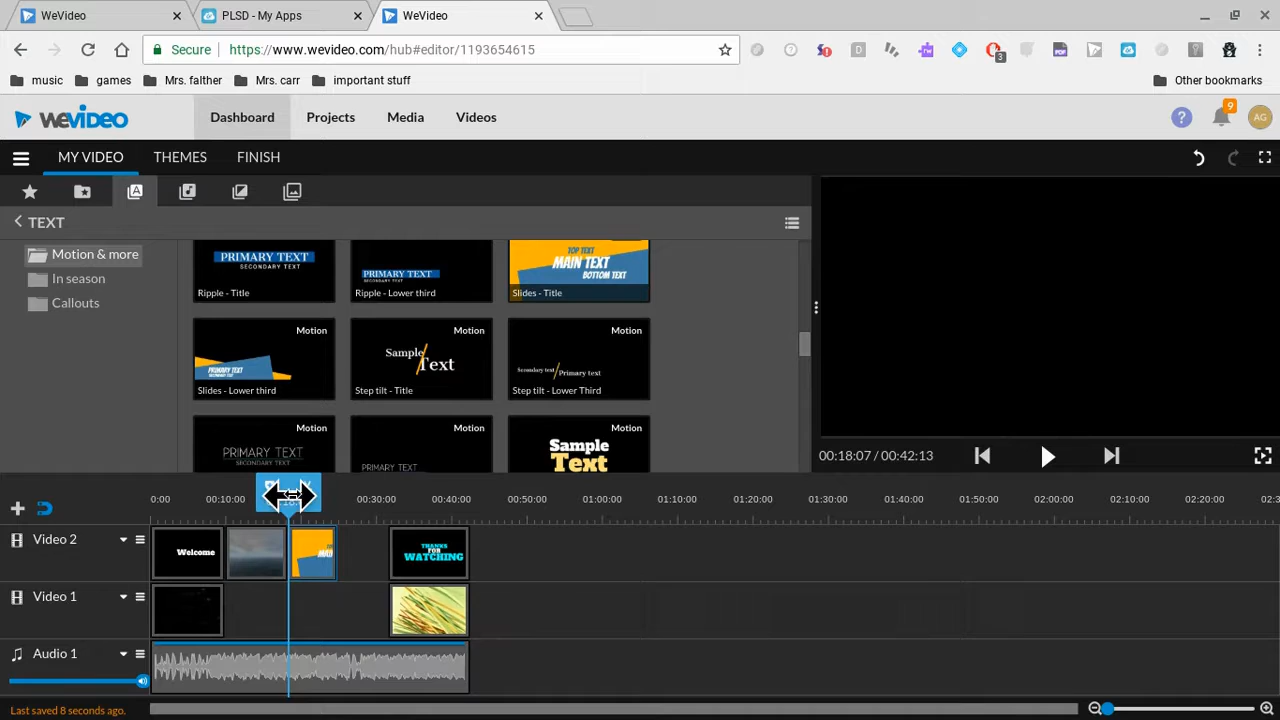 WeVideo
PLSD - My Apps
WeVideo
Secure
https://www.wevideo.com/hub#editor/1193654615
3
music
games
Mrs. falther
Mrs. carr
important stuff
Other bookmarks
wevideo
Dashboard
Projects
Media
Videos
?
9
AG
MY VIDEO
THEMES
FINISH
TEXT
Motion & more
In season
Callouts
PRIMARY TEXT
SECONDARY TEXT
Ripple - Title
PRIMARY TEXT
SECONDARY TEXT
Ripple - Lower third
TOP TEXT
MAIN TEXT
BOTTOM TEXT
Slides - Title
Motion
PRIMARY TEXT
SECONDARY TEXT
Slides - Lower third
Motion
Sample
Text
Step tilt - Title
Motion
Secondary text
Primary text
Step tilt - Lower Third
Motion
PRIMARY TEXT
SECONDARY TEXT
Motion
PRIMARY TEXT
Motion
Sample
Text
00:18:07 / 00:42:13
0:00
00:10:00
00:30:00
00:40:00
00:50:00
01:00:00
01:10:00
01:20:00
01:30:00
01:40:00
01:50:00
02:00:00
02:10:00
02:20:00
Video 2
Welcome
THANKS
FOR
WATCHING
Video 1
Audio 1
Last saved 8 seconds ago.